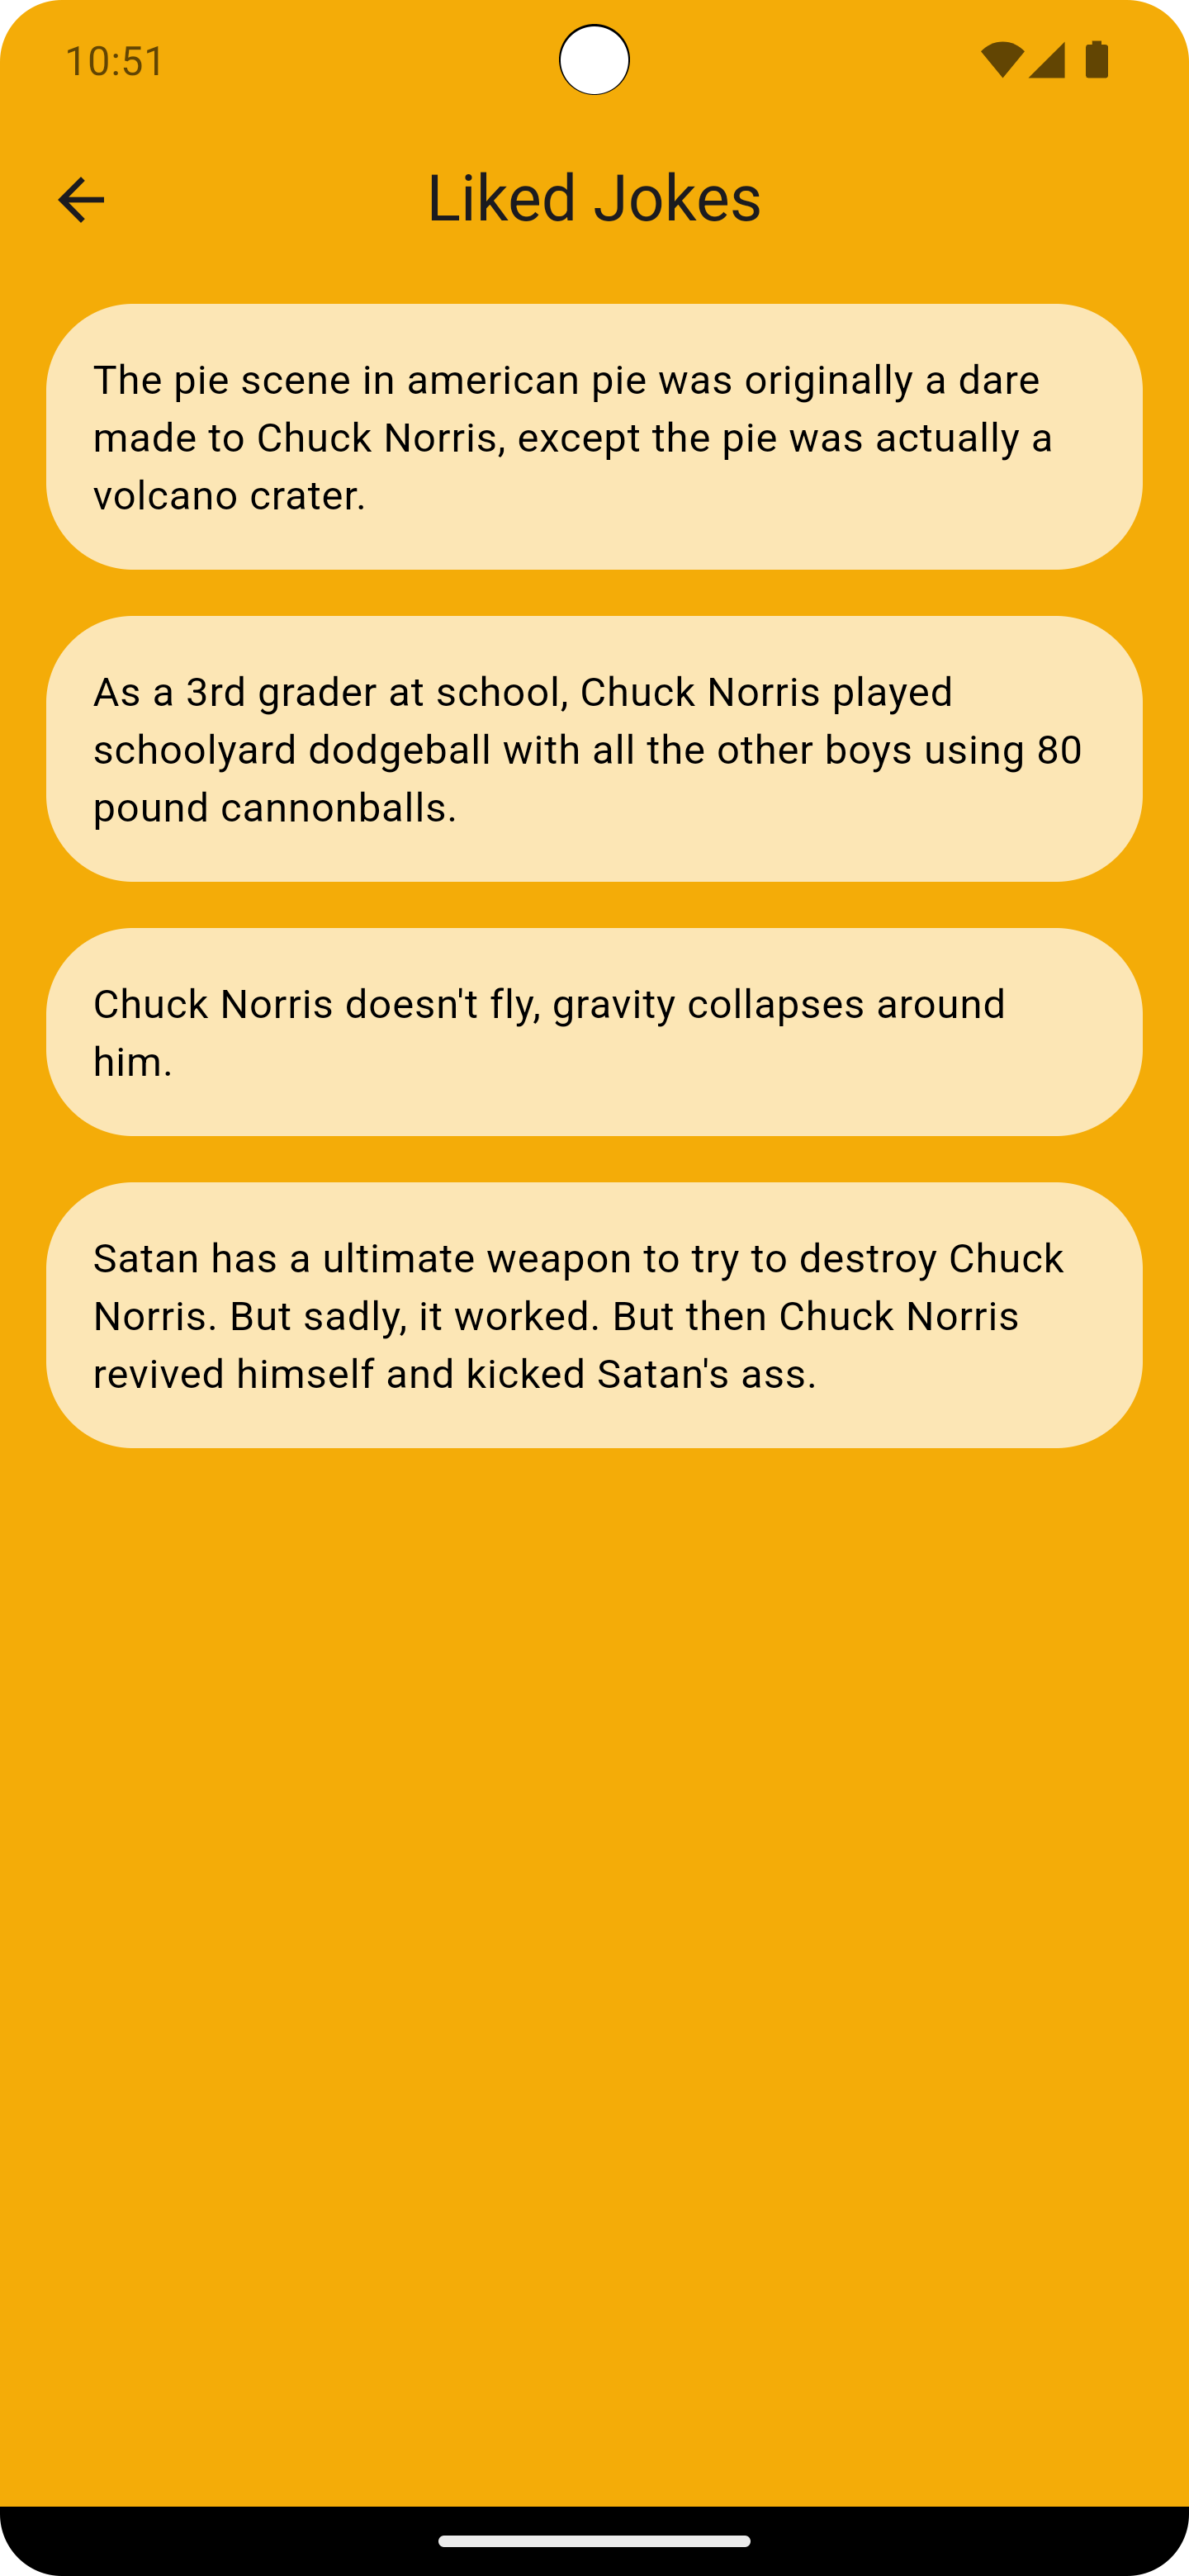 10:51
Liked Jokes
The pie scene in american pie was originally a dare
made to Chuck Norris, except the pie was actually a
volcano crater.
As a 3rd grader at school, Chuck Norris played
schoolyard dodgeball with all the other boys using 80
pound cannonballs.
Chuck Norris doesn't fly, gravity collapses around
him.
Satan has a ultimate weapon to try to destroy Chuck
Norris. But sadly, it worked. But then Chuck Norris
revived himself and kicked Satan's ass.